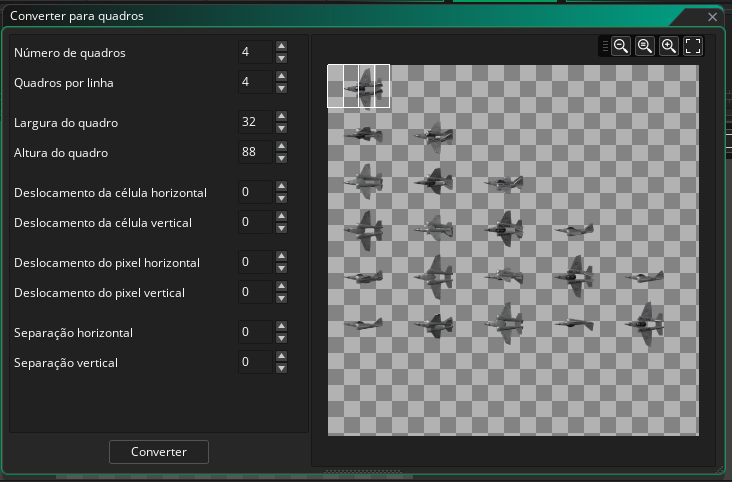 Converter para quadros
Número de quadros 4
Quadros por linha 4
Largura do quadro 32
Altura do quadro 88
Deslocamento da célula horizontal 0
Deslocamento da célula vertical 0
Deslocamento do pixel horizontal 0
Deslocamento do pixel vertical 0
Separação horizontal 0
Separação vertical 0
Converter